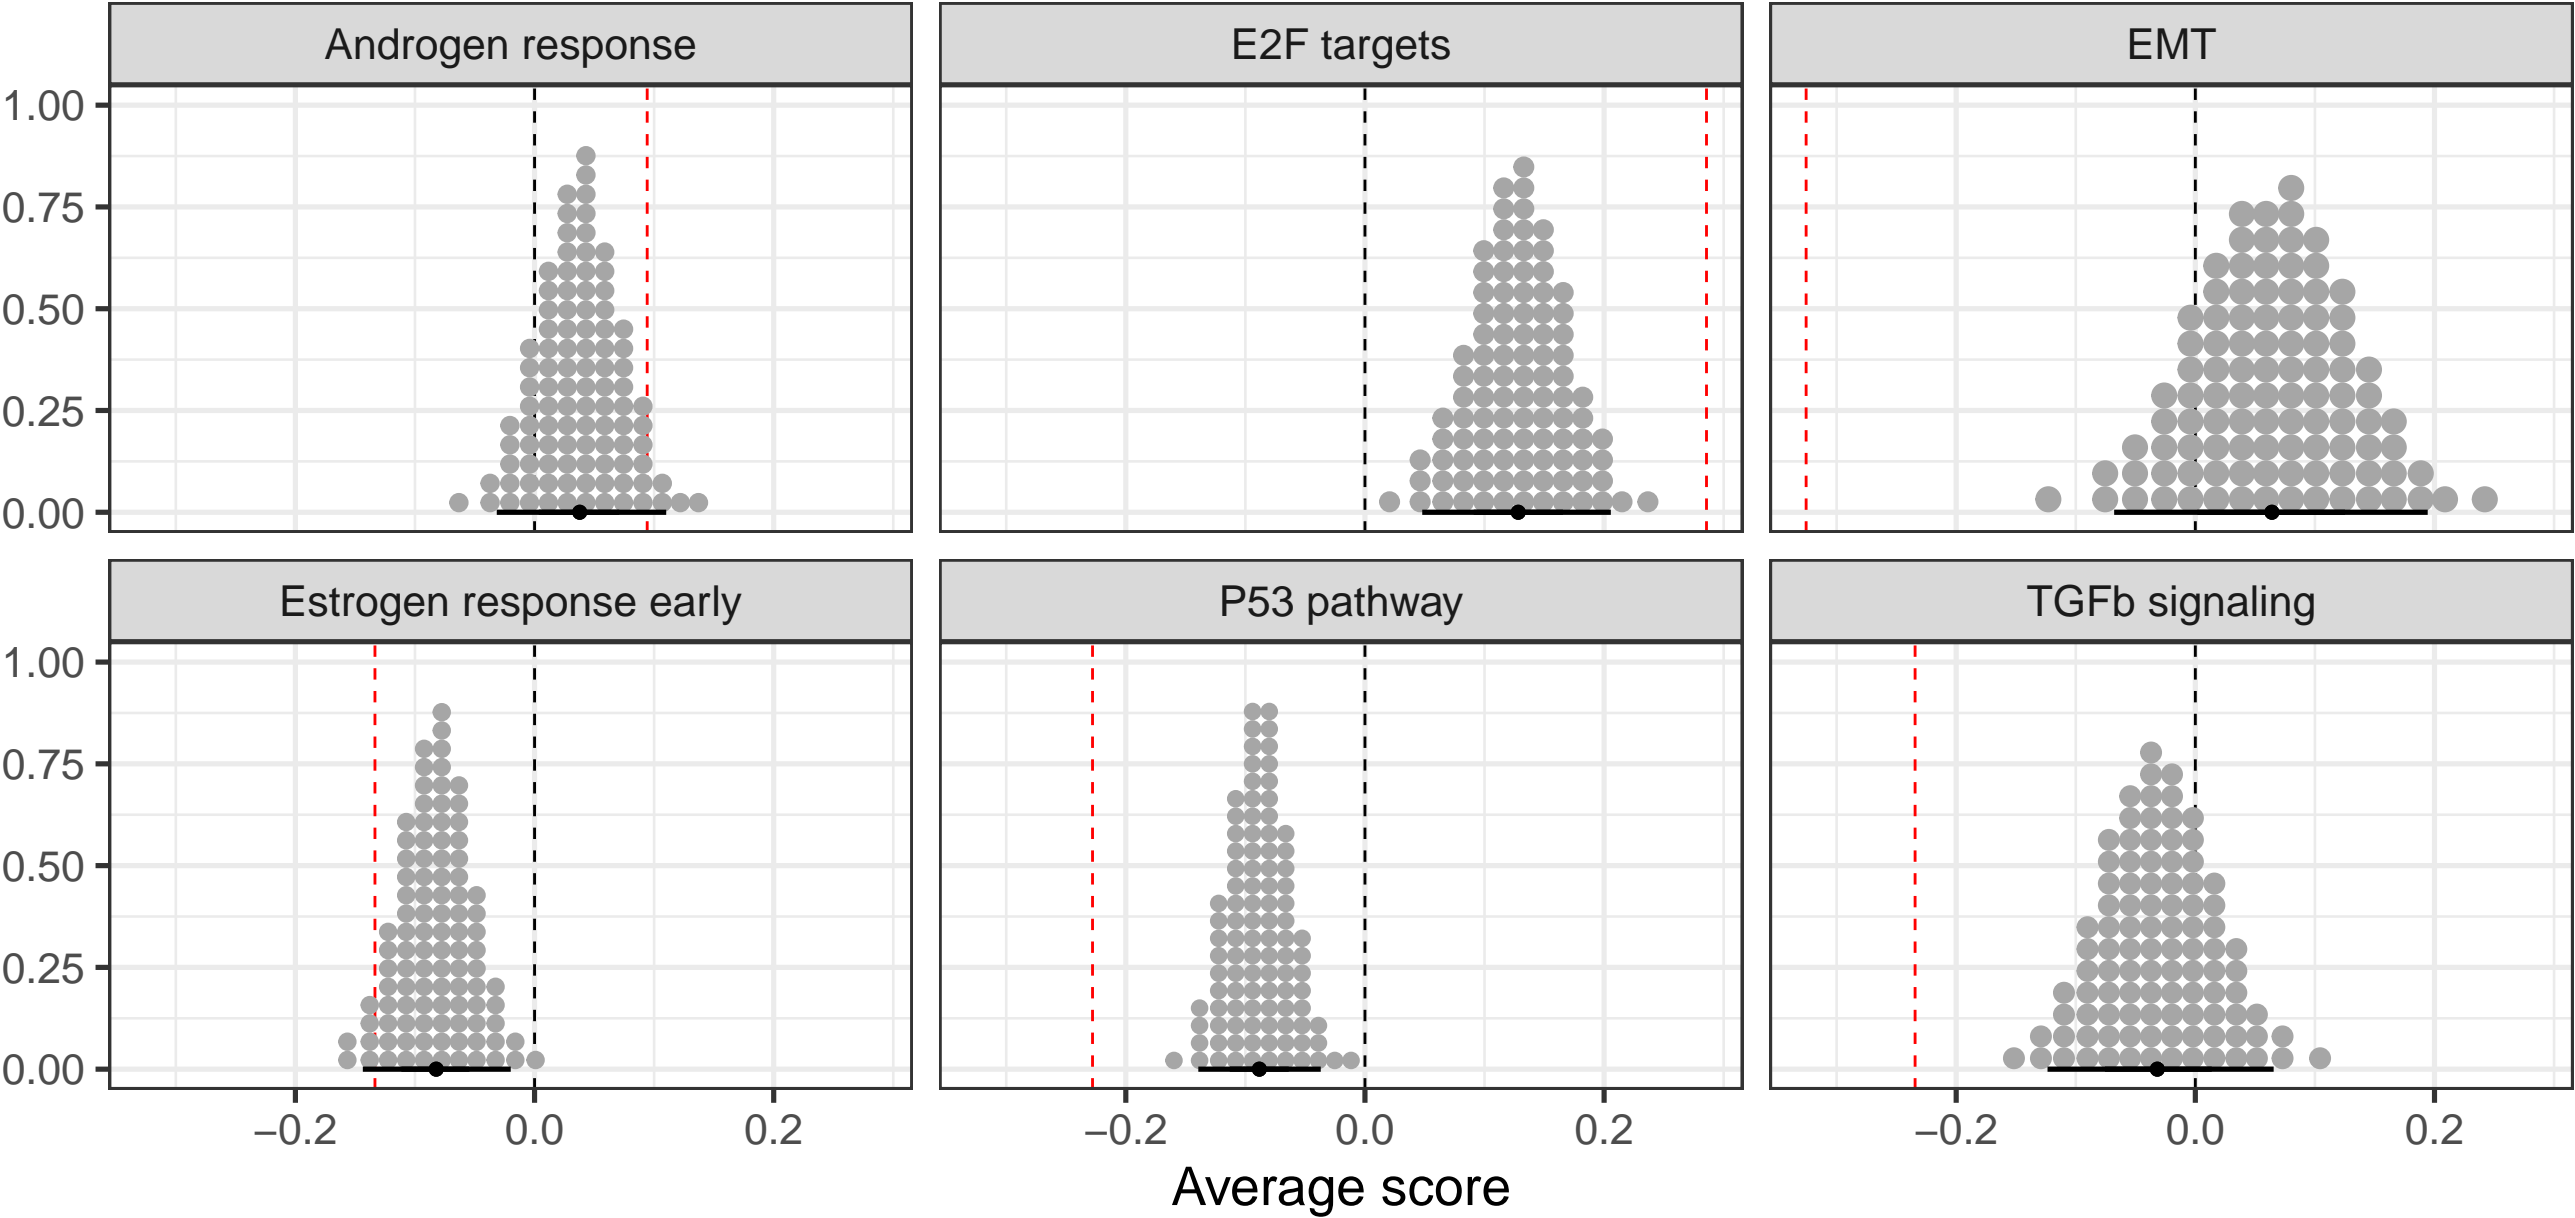 Androgen response E2F targets EMT
1.00
0.75
0.50
0.25
0.00
Estrogen response early P53 pathway TGFb signaling
1.00
0.75
0.50
0.25
0.00
−0.2 0.0 0.2 −0.2 0.0 0.2 −0.2 0.0 0.2
Average score